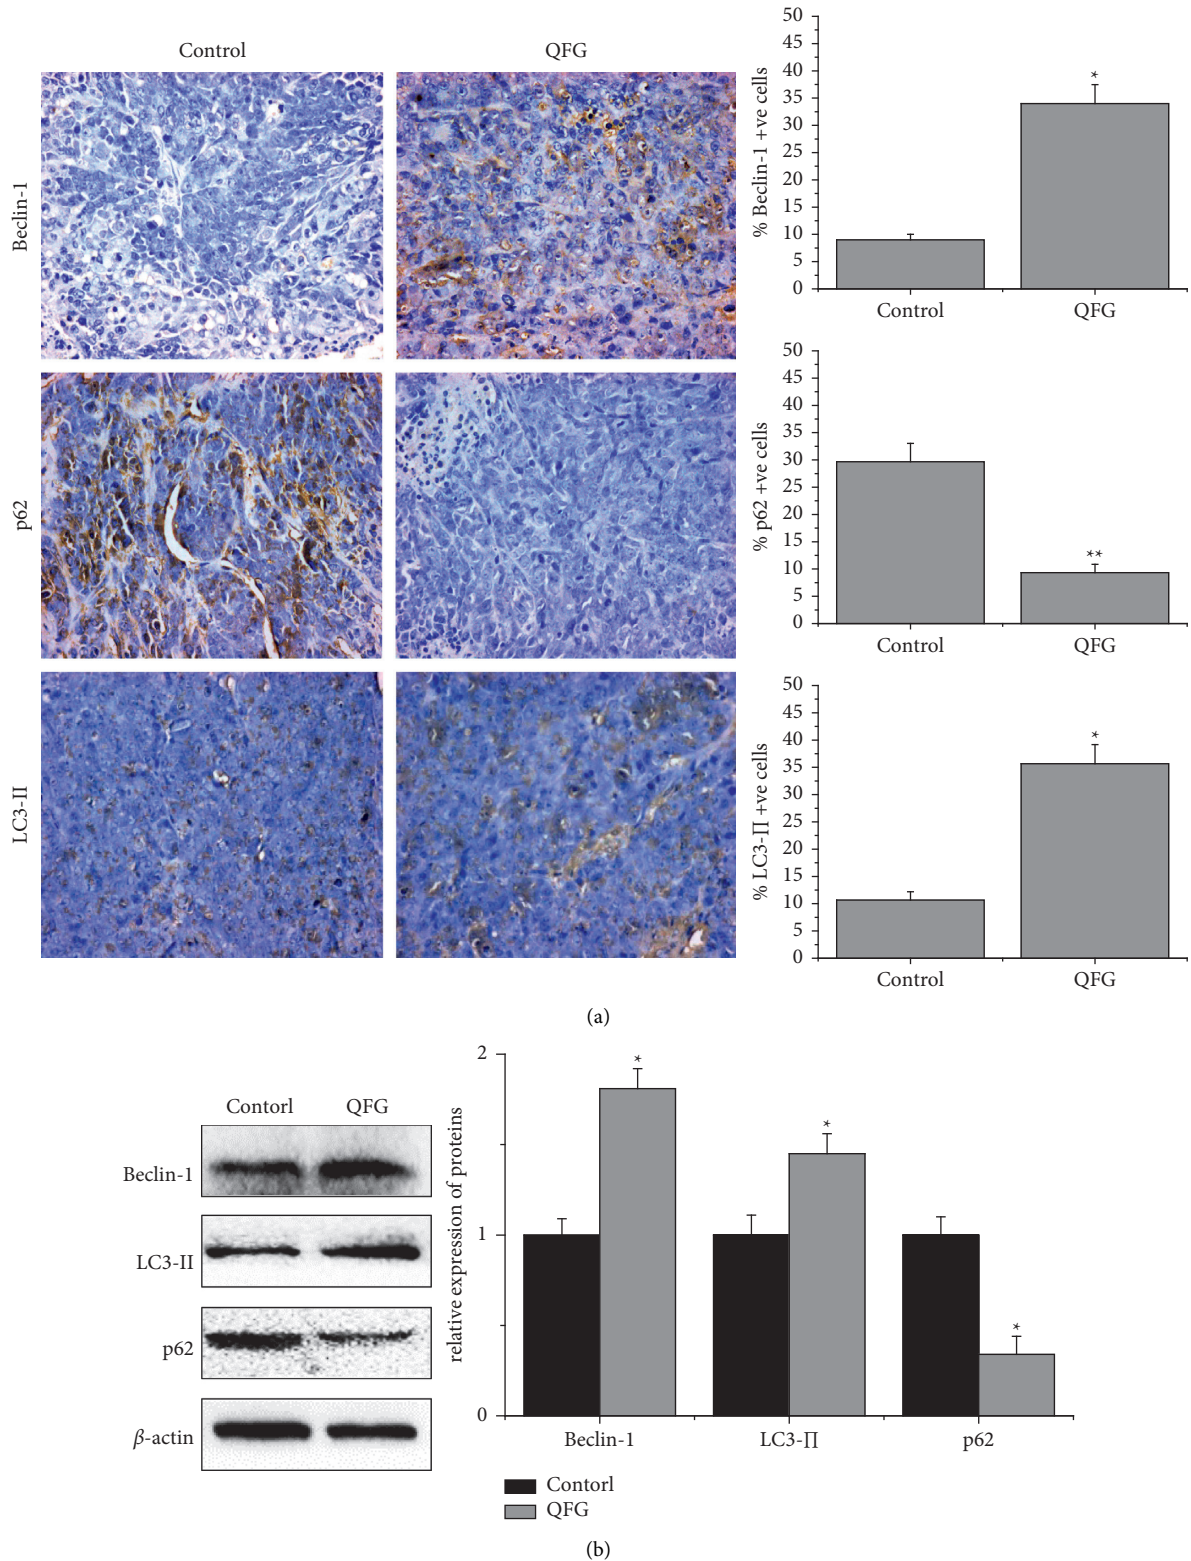 Control QFG
Beclin-1
p62
LC3-II
50
45
40
35
30
25
20
15
10
5
0
% Beclin-1 +ve cells
*
Control QFG
50
45
40
35
30
25
20
15
10
5
0
% p62 +ve cells
**
Control QFG
50
45
40
35
30
25
20
15
10
5
0
% LC3-II +ve cells
*
Control QFG
(a)
Contorl QFG
Beclin-1
LC3-II
p62
β-actin
2
1
0
relative expression of proteins
*
*
*
Beclin-1 LC3-II p62
Contorl
QFG
(b)